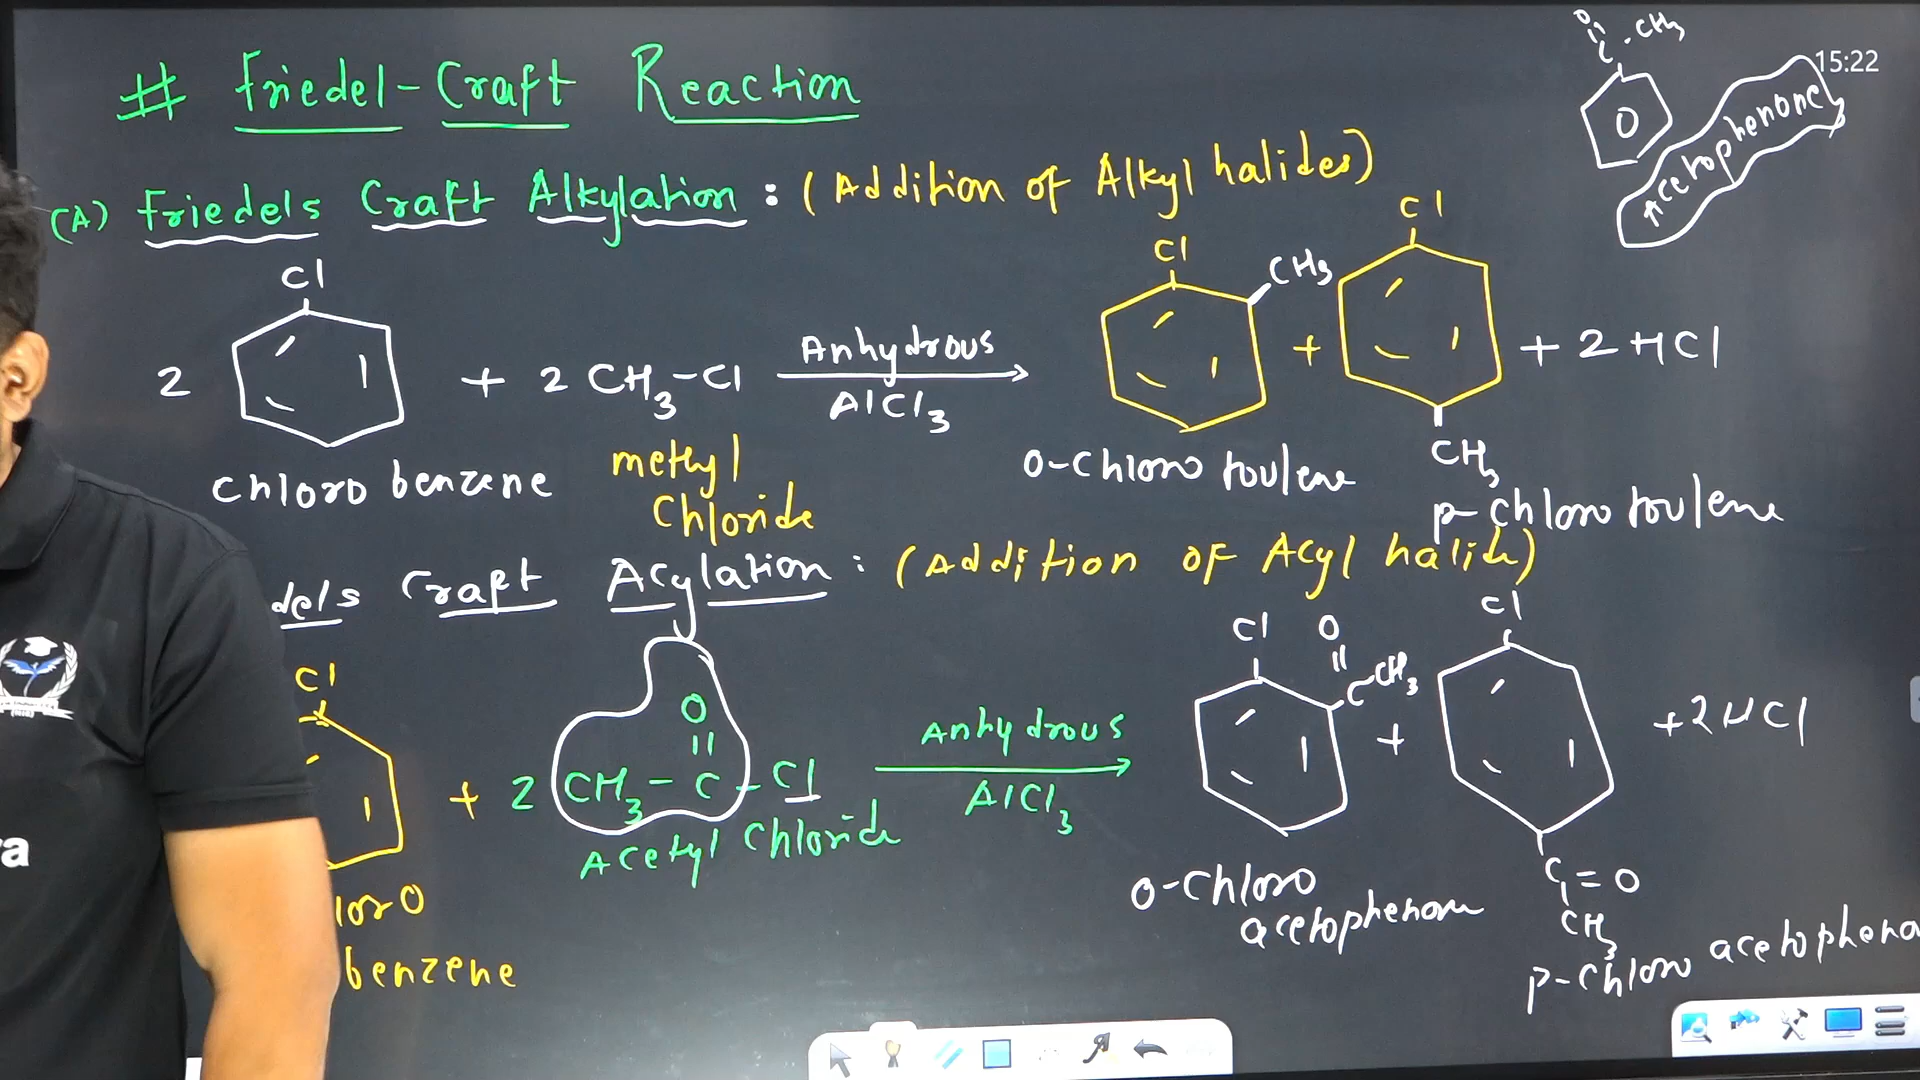 # Friedel-Craft Reaction
15:22
O
||
C-CH3
Acetophenone
(A) Friedels Craft Alkylation : (Addition of Alkyl halides)
Cl
Cl
Cl
CH3
2 + 2 CH3-Cl Anhydrous AlCl3 + + 2 HCl
CH3
Chloro benzene methyl Chloride o-Chloro toulene p-Chloro toulene
dels Craft Acylation : (Addition of Acyl halide)
Cl
O
||
Cl O || C-CH3
Cl
+ 2 CH3-C-Cl Anhydrous AlCl3 + +2HCl
Acetyl Chloride
C=O
CH3
loro
benzene
o-Chloro
acetophenone
p-Chloro acetopheno
a